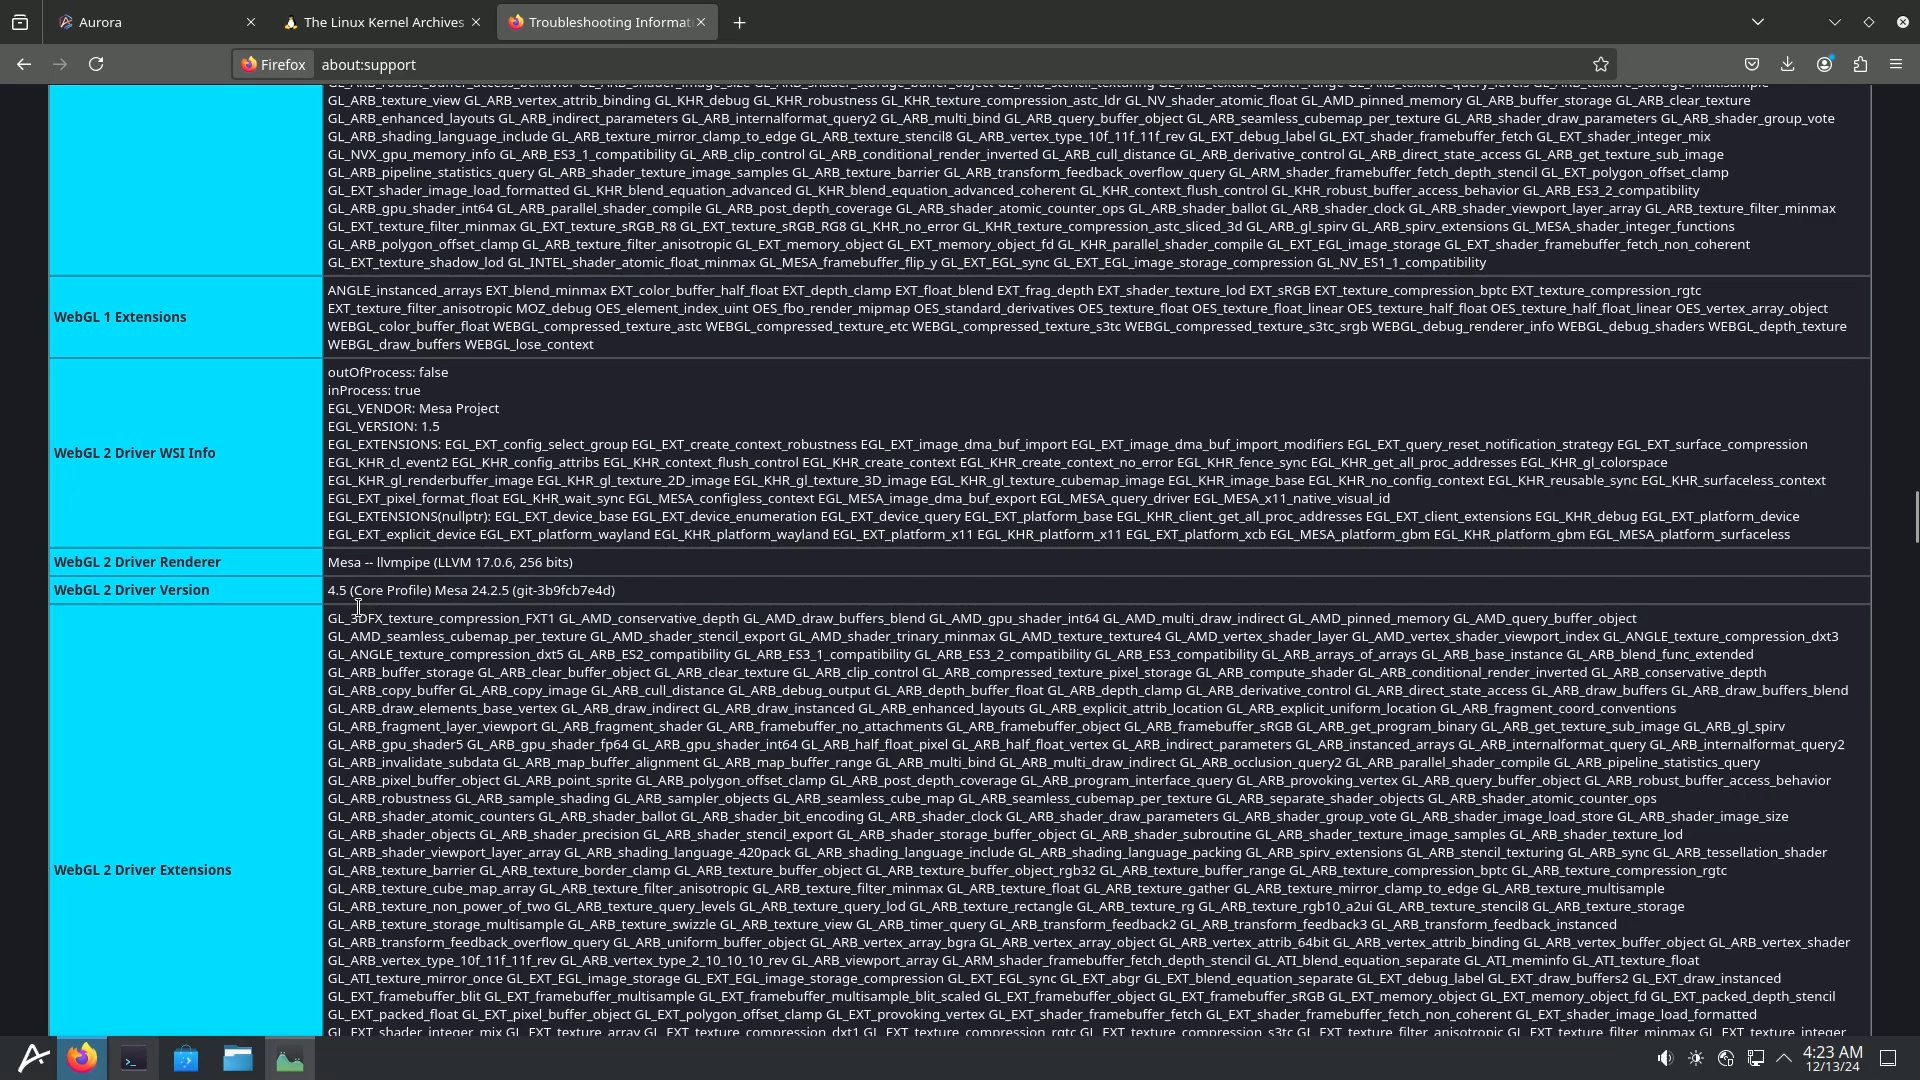 Aurora
The Linux Kernel Archives
Troubleshooting Informat
Firefox
about:support
GL_ARB_texture_view GL_ARB_vertex_attrib_binding GL_KHR_debug GL_KHR_robustness GL_KHR_texture_compression_astc_ldr GL_NV_shader_atomic_float GL_AMD_pinned_memory GL_ARB_buffer_storage GL_ARB_clear_texture
GL_ARB_enhanced_layouts GL_ARB_indirect_parameters GL_ARB_internalformat_query2 GL_ARB_multi_bind GL_ARB_query_buffer_object GL_ARB_seamless_cubemap_per_texture GL_ARB_shader_draw_parameters GL_ARB_shader_group_vote
GL_ARB_shading_language_include GL_ARB_texture_mirror_clamp_to_edge GL_ARB_texture_stencil8 GL_ARB_vertex_type_10f_11f_11f_rev GL_EXT_debug_label GL_EXT_shader_framebuffer_fetch GL_EXT_shader_integer_mix
GL_NVX_gpu_memory_info GL_ARB_ES3_1_compatibility GL_ARB_clip_control GL_ARB_conditional_render_inverted GL_ARB_cull_distance GL_ARB_derivative_control GL_ARB_direct_state_access GL_ARB_get_texture_sub_image
GL_ARB_pipeline_statistics_query GL_ARB_shader_texture_image_samples GL_ARB_texture_barrier GL_ARB_transform_feedback_overflow_query GL_ARM_shader_framebuffer_fetch_depth_stencil GL_EXT_polygon_offset_clamp
GL_EXT_shader_image_load_formatted GL_KHR_blend_equation_advanced GL_KHR_blend_equation_advanced_coherent GL_KHR_context_flush_control GL_KHR_robust_buffer_access_behavior GL_ARB_ES3_2_compatibility
GL_ARB_gpu_shader_int64 GL_ARB_parallel_shader_compile GL_ARB_post_depth_coverage GL_ARB_shader_atomic_counter_ops GL_ARB_shader_ballot GL_ARB_shader_clock GL_ARB_shader_viewport_layer_array GL_ARB_texture_filter_minmax
GL_EXT_texture_filter_minmax GL_EXT_texture_sRGB_R8 GL_EXT_texture_sRGB_RG8 GL_KHR_no_error GL_KHR_texture_compression_astc_sliced_3d GL_ARB_gl_spirv GL_ARB_spirv_extensions GL_MESA_shader_integer_functions
GL_ARB_polygon_offset_clamp GL_ARB_texture_filter_anisotropic GL_EXT_memory_object GL_EXT_memory_object_fd GL_KHR_parallel_shader_compile GL_EXT_EGL_image_storage GL_EXT_shader_framebuffer_fetch_non_coherent
GL_EXT_texture_shadow_lod GL_INTEL_shader_atomic_float_minmax GL_MESA_framebuffer_flip_y GL_EXT_EGL_sync GL_EXT_EGL_image_storage_compression GL_NV_ES1_1_compatibility
WebGL 1 Extensions
ANGLE_instanced_arrays EXT_blend_minmax EXT_color_buffer_half_float EXT_depth_clamp EXT_float_blend EXT_frag_depth EXT_shader_texture_lod EXT_sRGB EXT_texture_compression_bptc EXT_texture_compression_rgtc
EXT_texture_filter_anisotropic MOZ_debug OES_element_index_uint OES_fbo_render_mipmap OES_standard_derivatives OES_texture_float OES_texture_float_linear OES_texture_half_float OES_texture_half_float_linear OES_vertex_array_object
WEBGL_color_buffer_float WEBGL_compressed_texture_astc WEBGL_compressed_texture_etc WEBGL_compressed_texture_s3tc WEBGL_compressed_texture_s3tc_srgb WEBGL_debug_renderer_info WEBGL_debug_shaders WEBGL_depth_texture
WEBGL_draw_buffers WEBGL_lose_context
WebGL 2 Driver WSI Info
outOfProcess: false
inProcess: true
EGL_VENDOR: Mesa Project
EGL_VERSION: 1.5
EGL_EXTENSIONS: EGL_EXT_config_select_group EGL_EXT_create_context_robustness EGL_EXT_image_dma_buf_import EGL_EXT_image_dma_buf_import_modifiers EGL_EXT_query_reset_notification_strategy EGL_EXT_surface_compression
EGL_KHR_cl_event2 EGL_KHR_config_attribs EGL_KHR_context_flush_control EGL_KHR_create_context EGL_KHR_create_context_no_error EGL_KHR_fence_sync EGL_KHR_get_all_proc_addresses EGL_KHR_gl_colorspace
EGL_KHR_gl_renderbuffer_image EGL_KHR_gl_texture_2D_image EGL_KHR_gl_texture_3D_image EGL_KHR_gl_texture_cubemap_image EGL_KHR_image_base EGL_KHR_no_config_context EGL_KHR_reusable_sync EGL_KHR_surfaceless_context
EGL_EXT_pixel_format_float EGL_KHR_wait_sync EGL_MESA_configless_context EGL_MESA_image_dma_buf_export EGL_MESA_query_driver EGL_MESA_x11_native_visual_id
EGL_EXTENSIONS(nullptr): EGL_EXT_device_base EGL_EXT_device_enumeration EGL_EXT_device_query EGL_EXT_platform_base EGL_KHR_client_get_all_proc_addresses EGL_EXT_client_extensions EGL_KHR_debug EGL_EXT_platform_device
EGL_EXT_explicit_device EGL_EXT_platform_wayland EGL_KHR_platform_wayland EGL_EXT_platform_x11 EGL_KHR_platform_x11 EGL_EXT_platform_xcb EGL_MESA_platform_gbm EGL_KHR_platform_gbm EGL_MESA_platform_surfaceless
WebGL 2 Driver Renderer
Mesa -- llvmpipe (LLVM 17.0.6, 256 bits)
WebGL 2 Driver Version
4.5 (Core Profile) Mesa 24.2.5 (git-3b9fcb7e4d)
WebGL 2 Driver Extensions
GL_3DFX_texture_compression_FXT1 GL_AMD_conservative_depth GL_AMD_draw_buffers_blend GL_AMD_gpu_shader_int64 GL_AMD_multi_draw_indirect GL_AMD_pinned_memory GL_AMD_query_buffer_object
GL_AMD_seamless_cubemap_per_texture GL_AMD_shader_stencil_export GL_AMD_shader_trinary_minmax GL_AMD_texture_texture4 GL_AMD_vertex_shader_layer GL_AMD_vertex_shader_viewport_index GL_ANGLE_texture_compression_dxt3
GL_ANGLE_texture_compression_dxt5 GL_ARB_ES2_compatibility GL_ARB_ES3_1_compatibility GL_ARB_ES3_2_compatibility GL_ARB_ES3_compatibility GL_ARB_arrays_of_arrays GL_ARB_base_instance GL_ARB_blend_func_extended
GL_ARB_buffer_storage GL_ARB_clear_buffer_object GL_ARB_clear_texture GL_ARB_clip_control GL_ARB_compressed_texture_pixel_storage GL_ARB_compute_shader GL_ARB_conditional_render_inverted GL_ARB_conservative_depth
GL_ARB_copy_buffer GL_ARB_copy_image GL_ARB_cull_distance GL_ARB_debug_output GL_ARB_depth_buffer_float GL_ARB_depth_clamp GL_ARB_derivative_control GL_ARB_direct_state_access GL_ARB_draw_buffers GL_ARB_draw_buffers_blend
GL_ARB_draw_elements_base_vertex GL_ARB_draw_indirect GL_ARB_draw_instanced GL_ARB_enhanced_layouts GL_ARB_explicit_attrib_location GL_ARB_explicit_uniform_location GL_ARB_fragment_coord_conventions
GL_ARB_fragment_layer_viewport GL_ARB_fragment_shader GL_ARB_framebuffer_no_attachments GL_ARB_framebuffer_object GL_ARB_framebuffer_sRGB GL_ARB_get_program_binary GL_ARB_get_texture_sub_image GL_ARB_gl_spirv
GL_ARB_gpu_shader5 GL_ARB_gpu_shader_fp64 GL_ARB_gpu_shader_int64 GL_ARB_half_float_pixel GL_ARB_half_float_vertex GL_ARB_indirect_parameters GL_ARB_instanced_arrays GL_ARB_internalformat_query GL_ARB_internalformat_query2
GL_ARB_invalidate_subdata GL_ARB_map_buffer_alignment GL_ARB_map_buffer_range GL_ARB_multi_bind GL_ARB_multi_draw_indirect GL_ARB_occlusion_query2 GL_ARB_parallel_shader_compile GL_ARB_pipeline_statistics_query
GL_ARB_pixel_buffer_object GL_ARB_point_sprite GL_ARB_polygon_offset_clamp GL_ARB_post_depth_coverage GL_ARB_program_interface_query GL_ARB_provoking_vertex GL_ARB_query_buffer_object GL_ARB_robust_buffer_access_behavior
GL_ARB_robustness GL_ARB_sample_shading GL_ARB_sampler_objects GL_ARB_seamless_cube_map GL_ARB_seamless_cubemap_per_texture GL_ARB_separate_shader_objects GL_ARB_shader_atomic_counter_ops
GL_ARB_shader_atomic_counters GL_ARB_shader_ballot GL_ARB_shader_bit_encoding GL_ARB_shader_clock GL_ARB_shader_draw_parameters GL_ARB_shader_group_vote GL_ARB_shader_image_load_store GL_ARB_shader_image_size
GL_ARB_shader_objects GL_ARB_shader_precision GL_ARB_shader_stencil_export GL_ARB_shader_storage_buffer_object GL_ARB_shader_subroutine GL_ARB_shader_texture_image_samples GL_ARB_shader_texture_lod
GL_ARB_shader_viewport_layer_array GL_ARB_shading_language_420pack GL_ARB_shading_language_include GL_ARB_shading_language_packing GL_ARB_spirv_extensions GL_ARB_stencil_texturing GL_ARB_sync GL_ARB_tessellation_shader
GL_ARB_texture_barrier GL_ARB_texture_border_clamp GL_ARB_texture_buffer_object GL_ARB_texture_buffer_object_rgb32 GL_ARB_texture_buffer_range GL_ARB_texture_compression_bptc GL_ARB_texture_compression_rgtc
GL_ARB_texture_cube_map_array GL_ARB_texture_filter_anisotropic GL_ARB_texture_filter_minmax GL_ARB_texture_float GL_ARB_texture_gather GL_ARB_texture_mirror_clamp_to_edge GL_ARB_texture_multisample
GL_ARB_texture_non_power_of_two GL_ARB_texture_query_levels GL_ARB_texture_query_lod GL_ARB_texture_rectangle GL_ARB_texture_rg GL_ARB_texture_rgb10_a2ui GL_ARB_texture_stencil8 GL_ARB_texture_storage
GL_ARB_texture_storage_multisample GL_ARB_texture_swizzle GL_ARB_texture_view GL_ARB_timer_query GL_ARB_transform_feedback2 GL_ARB_transform_feedback3 GL_ARB_transform_feedback_instanced
GL_ARB_transform_feedback_overflow_query GL_ARB_uniform_buffer_object GL_ARB_vertex_array_bgra GL_ARB_vertex_array_object GL_ARB_vertex_attrib_64bit GL_ARB_vertex_attrib_binding GL_ARB_vertex_buffer_object GL_ARB_vertex_shader
GL_ARB_vertex_type_10f_11f_11f_rev GL_ARB_vertex_type_2_10_10_10_rev GL_ARB_viewport_array GL_ARM_shader_framebuffer_fetch_depth_stencil GL_ATI_blend_equation_separate GL_ATI_meminfo GL_ATI_texture_float
GL_ATI_texture_mirror_once GL_EXT_EGL_image_storage GL_EXT_EGL_image_storage_compression GL_EXT_EGL_sync GL_EXT_abgr GL_EXT_blend_equation_separate GL_EXT_debug_label GL_EXT_draw_buffers2 GL_EXT_draw_instanced
GL_EXT_framebuffer_blit GL_EXT_framebuffer_multisample GL_EXT_framebuffer_multisample_blit_scaled GL_EXT_framebuffer_object GL_EXT_framebuffer_sRGB GL_EXT_memory_object GL_EXT_memory_object_fd GL_EXT_packed_depth_stencil
GL_EXT_packed_float GL_EXT_pixel_buffer_object GL_EXT_polygon_offset_clamp GL_EXT_provoking_vertex GL_EXT_shader_framebuffer_fetch GL_EXT_shader_framebuffer_fetch_non_coherent GL_EXT_shader_image_load_formatted
GL_EXT_shader_integer_mix GL_EXT_texture_array GL_EXT_texture_compression_dxt1 GL_EXT_texture_compression_rgtc GL_EXT_texture_compression_s3tc GL_EXT_texture_filter_anisotropic GL_EXT_texture_filter_minmax GL_EXT_texture_integer
4:23 AM
12/13/24